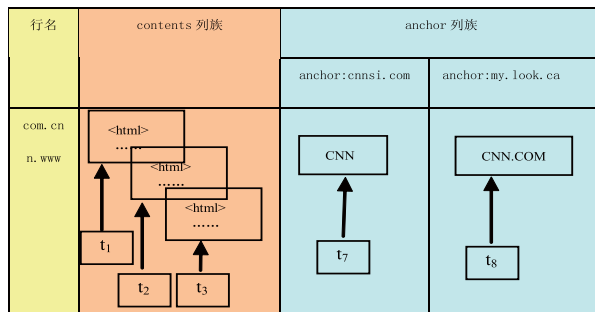 行名 contents 列族 anchor 列族
anchor:cnnsi.com anchor:my.look.ca
com.cn
n.www
<html>
......
<html>
......
<html>
......
CNN
CNN.COM
t1
t2
t3
t7
t8